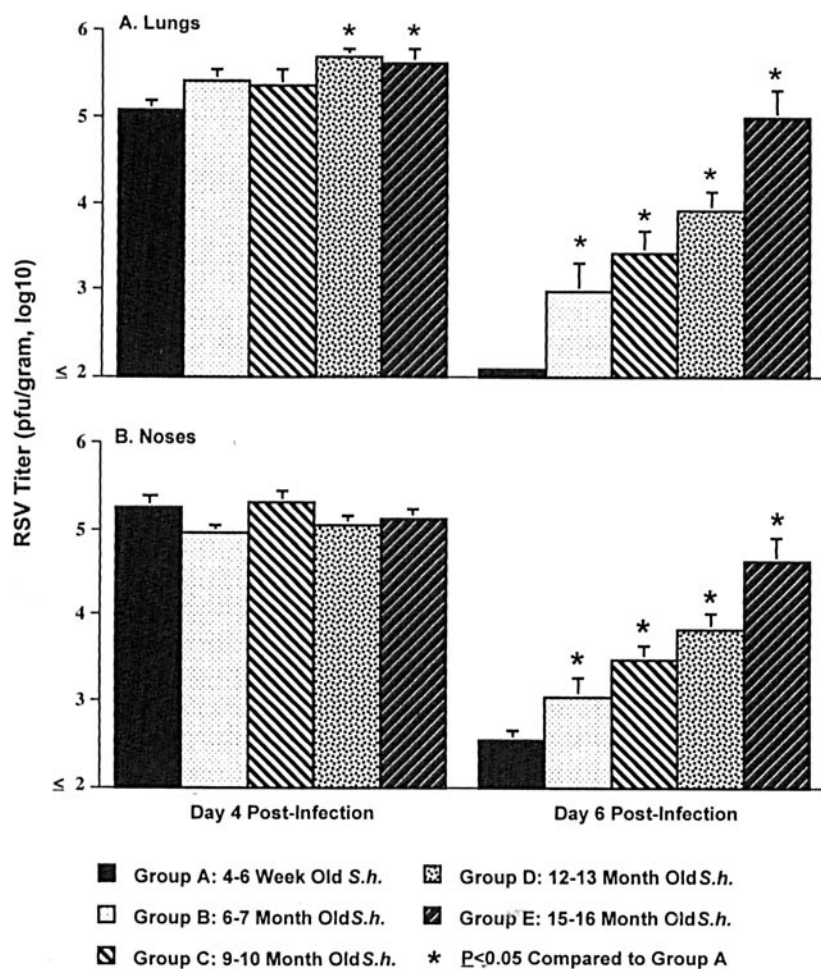 A. Lungs
6
5
4
3
≤ 2
* *
* * * *
RSV Titer (pfu/gram, log10)
B. Noses
6
5
4
3
≤ 2
* * * *
Day 4 Post-Infection
Day 6 Post-Infection
Group A: 4-6 Week Old S.h.
Group B: 6-7 Month Old S.h.
Group C: 9-10 Month Old S.h.
Group D: 12-13 Month Old S.h.
Group E: 15-16 Month Old S.h.
* P<0.05 Compared to Group A